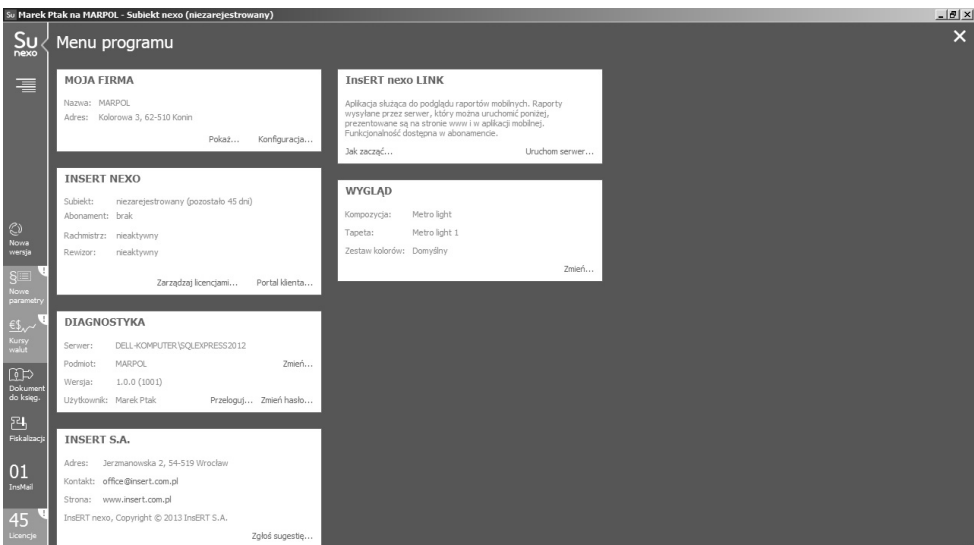 Su Marek Ptak na MARPOL - Subiekt nexo (niezarejestrowany)
Su
nexo
Menu programu
MOJA FIRMA
Nazwa: MARPOL
Adres: Kolorowa 3, 62-510 Konin
Pokaż... Konfiguracja...
INSERT NEXO
Subiekt: niezarejestrowany (pozostało 45 dni)
Abonament: brak
Rachmistrz: nieaktywny
Rewizor: nieaktywny
Zarządzaj licencjami... Portal klienta...
DIAGNOSTYKA
Serwer: DELL-KOMPUTER\SQLEXPRESS2012
Podmiot: MARPOL Zmień...
Wersja: 1.0.0 (1001)
Użytkownik: Marek Ptak Przeloguj... Zmień hasło...
INSERT S.A.
Adres: Jerzmanowska 2, 54-519 Wrocław
Kontakt: office@insert.com.pl
Strona: www.insert.com.pl
InsERT nexo, Copyright © 2013 InsERT S.A.
Zgłoś sugestię...
InsERT nexo LINK
Aplikacja służąca do podglądu raportów mobilnych. Raporty
wysyłane przez serwer, który można uruchomić poniżej,
prezentowane są na stronie www i w aplikacji mobilnej.
Funkcjonalność dostępna w abonamencie.
Jak zacząć... Uruchom serwer...
WYGLĄD
Kompozycja: Metro light
Tapeta: Metro light 1
Zestaw kolorów: Domyślny
Zmień...
Nowa
wersja
Nowe
parametry
Kursy
walut
Dokument
do księg.
Fiskalizacja
01
InsMail
45
Licencje